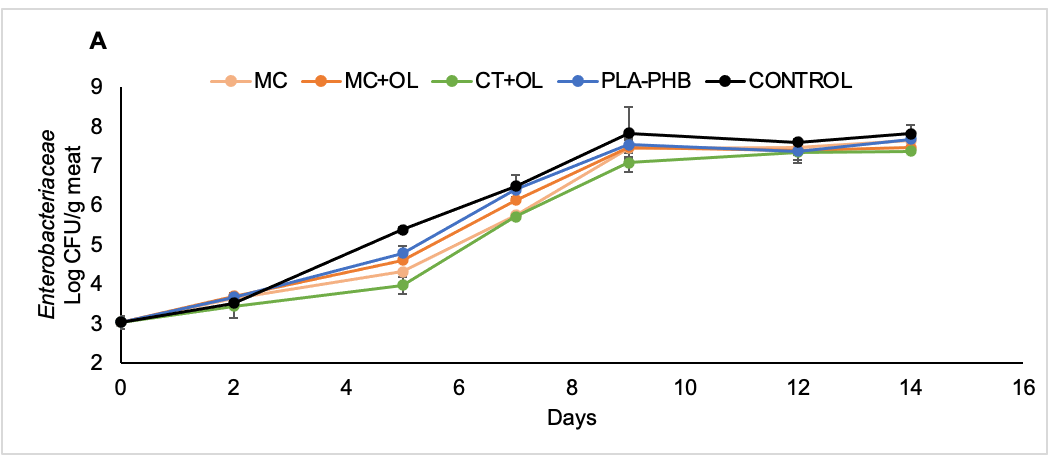 A
MC MC+OL CT+OL PLA-PHB CONTROL
9
8
7
6
5
4
3
2
Enterobacteriaceae
Log CFU/g meat
0 2 4 6 8 10 12 14 16
Days